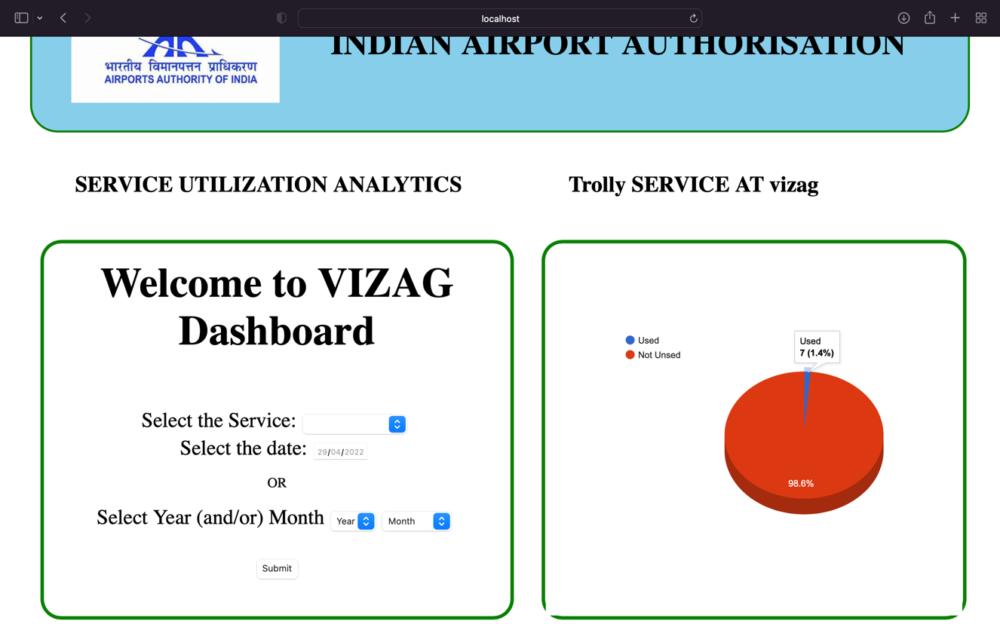 localhost
INDIAN AIRPORT AUTHORISATION
भारतीय विमानपत्तन प्राधिकरण
AIRPORTS AUTHORITY OF INDIA
SERVICE UTILIZATION ANALYTICS
Trolly SERVICE AT vizag
Welcome to VIZAG
Dashboard
Select the Service:
Select the date: 29/04/2022
OR
Select Year (and/or) Month Year Month
Submit
Used
Not Unsed
Used
7 (1.4%)
98.6%